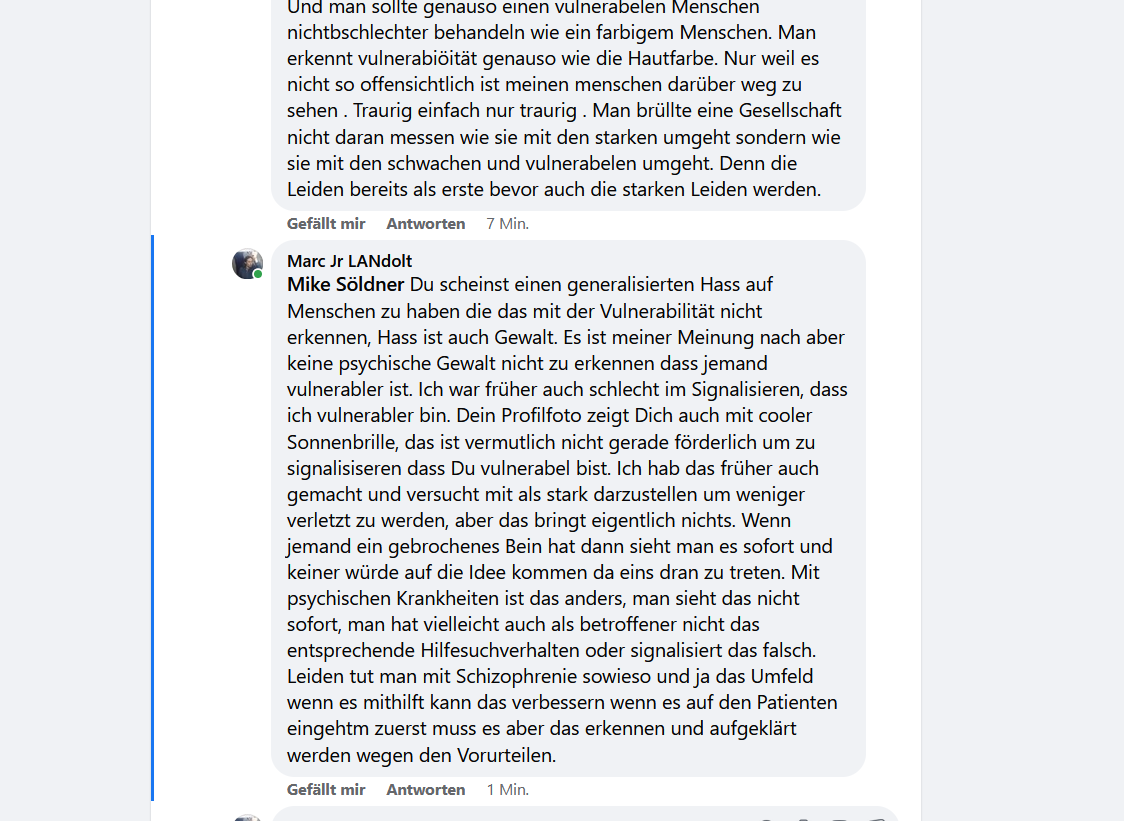 Und man sollte genauso einen vulnerabelen Menschen
nichtbschlechter behandeln wie ein farbigem Menschen. Man
erkennt vulnerabiöität genauso wie die Hautfarbe. Nur weil es
nicht so offensichtlich ist meinen menschen darüber weg zu
sehen . Traurig einfach nur traurig . Man brüllte eine Gesellschaft
nicht daran messen wie sie mit den starken umgeht sondern wie
sie mit den schwachen und vulnerabelen umgeht. Denn die
Leiden bereits als erste bevor auch die starken Leiden werden.
Gefällt mir Antworten 7 Min.
Marc Jr LANdolt
Mike Söldner Du scheinst einen generalisierten Hass auf
Menschen zu haben die das mit der Vulnerabilität nicht
erkennen, Hass ist auch Gewalt. Es ist meiner Meinung nach aber
keine psychische Gewalt nicht zu erkennen dass jemand
vulnerabler ist. Ich war früher auch schlecht im Signalisieren, dass
ich vulnerabler bin. Dein Profilfoto zeigt Dich auch mit cooler
Sonnenbrille, das ist vermutlich nicht gerade förderlich um zu
signalisiseren dass Du vulnerabel bist. Ich hab das früher auch
gemacht und versucht mit als stark darzustellen um weniger
verletzt zu werden, aber das bringt eigentlich nichts. Wenn
jemand ein gebrochenes Bein hat dann sieht man es sofort und
keiner würde auf die Idee kommen da eins dran zu treten. Mit
psychischen Krankheiten ist das anders, man sieht das nicht
sofort, man hat vielleicht auch als betroffener nicht das
entsprechende Hilfesuchverhalten oder signalisiert das falsch.
Leiden tut man mit Schizophrenie sowieso und ja das Umfeld
wenn es mithilft kann das verbessern wenn es auf den Patienten
eingehtm zuerst muss es aber das erkennen und aufgeklärt
werden wegen den Vorurteilen.
Gefällt mir Antworten 1 Min.